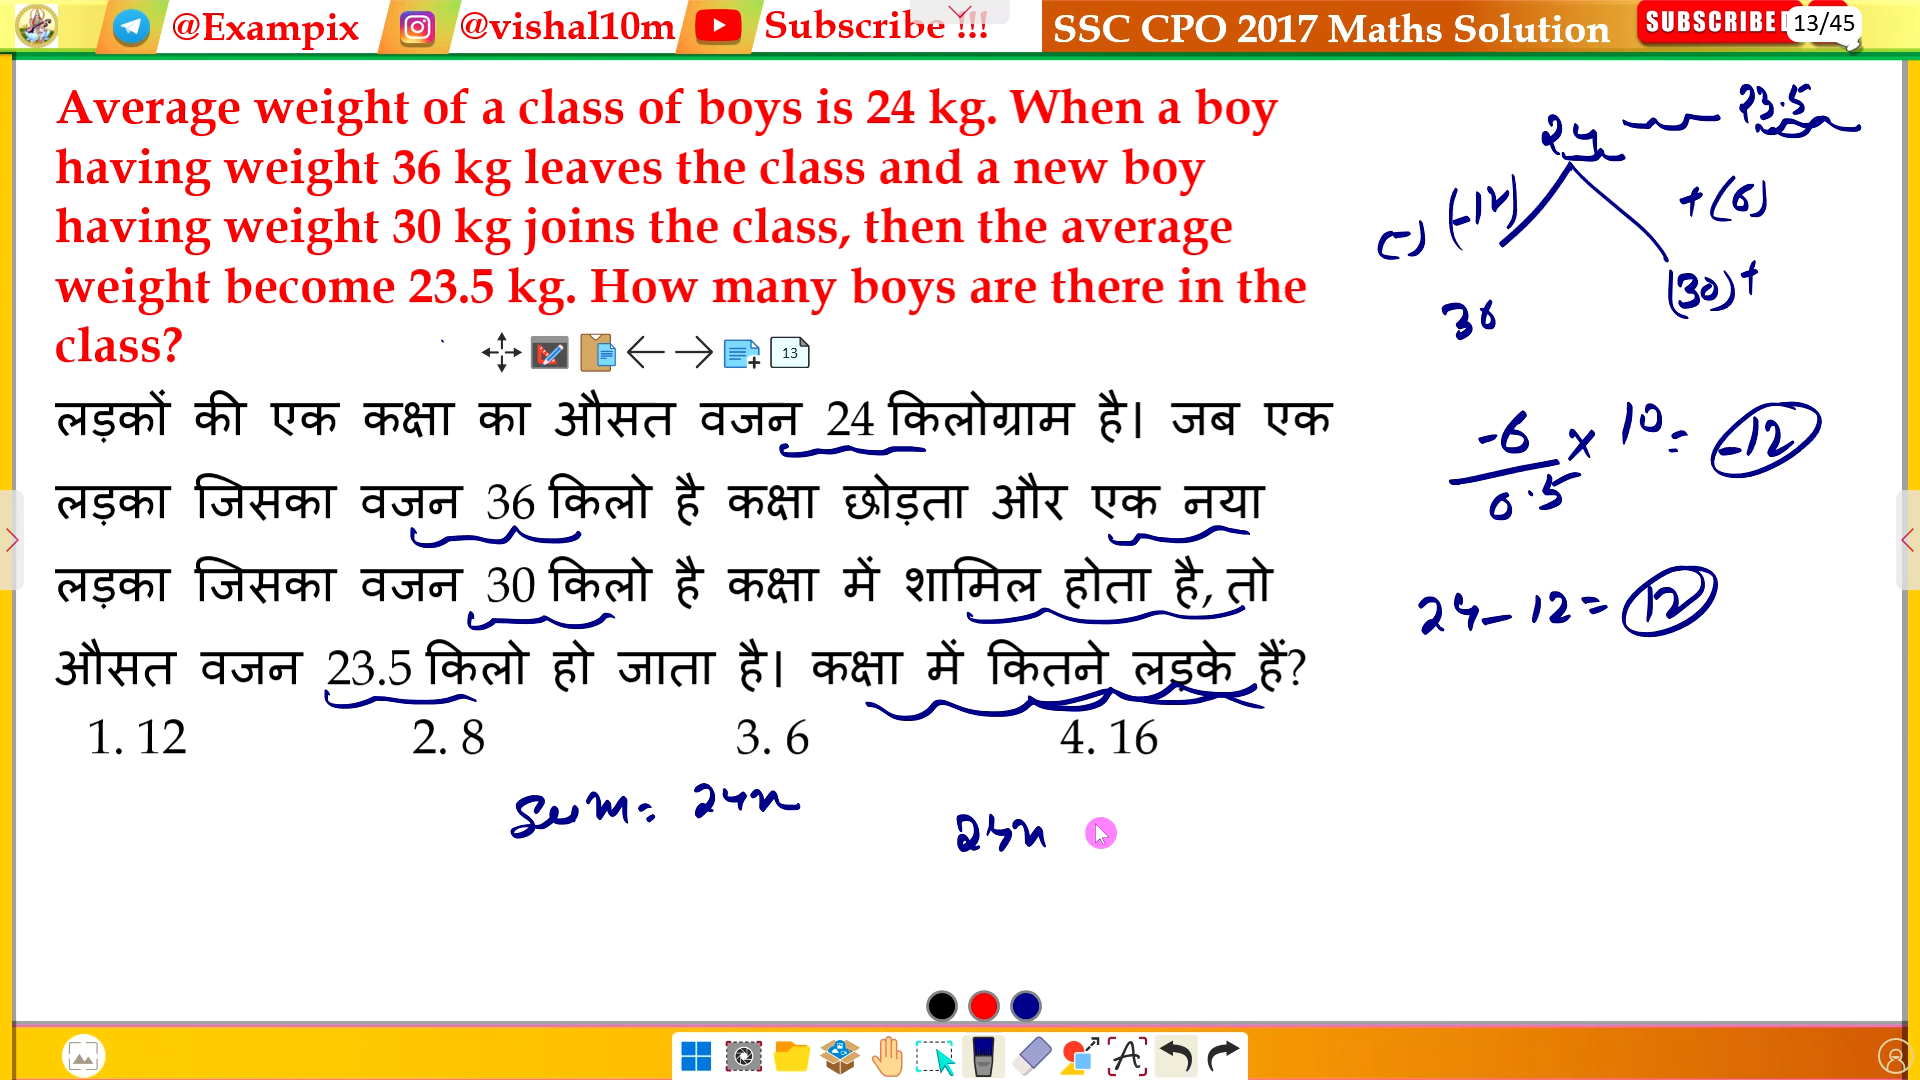 @Exampix @vishal10m Subscribe !!! SSC CPO 2017 Maths Solution SUBSCRIBE 13/45
Average weight of a class of boys is 24 kg. When a boy
having weight 36 kg leaves the class and a new boy
having weight 30 kg joins the class, then the average
weight become 23.5 kg. How many boys are there in the
class?
13
लड़कों की एक कक्षा का औसत वजन 24 किलोग्राम है। जब एक
लड़का जिसका वजन 36 किलो है कक्षा छोड़ता और एक नया
लड़का जिसका वजन 30 किलो है कक्षा में शामिल होता है, तो
औसत वजन 23.5 किलो हो जाता है। कक्षा में कितने लड़के हैं?
1. 12 2. 8 3. 6 4. 16
Sum = 24n
24n
24 23.5
(-) (-12) + (6)
36 (30) +
-6 / 0.5 × 10 = -12
24 - 12 = 12